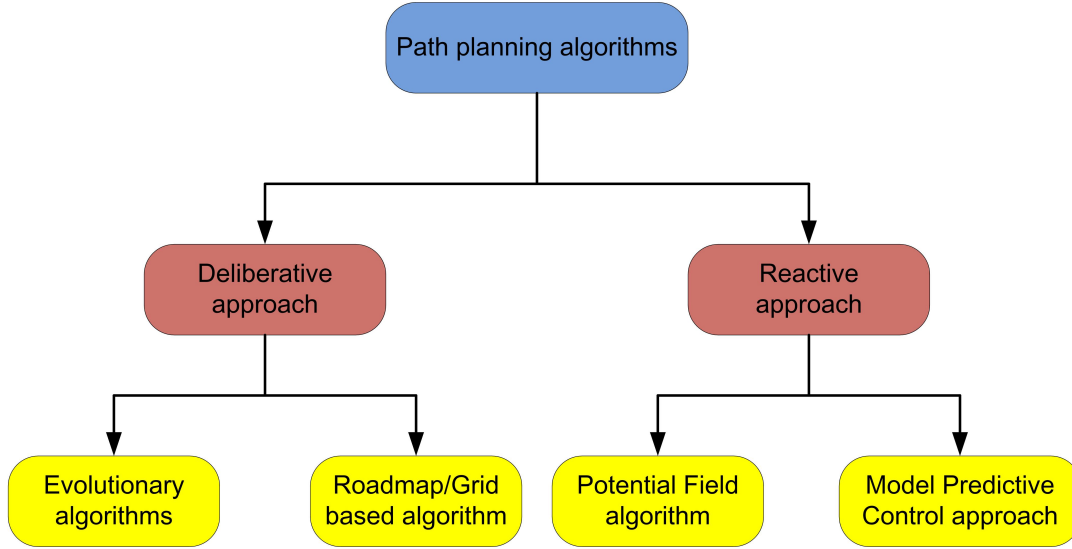 Path planning algorithms
Deliberative
approach
Reactive
approach
Evolutionary
algorithms
Roadmap/Grid
based algorithm
Potential Field
algorithm
Model Predictive
Control approach